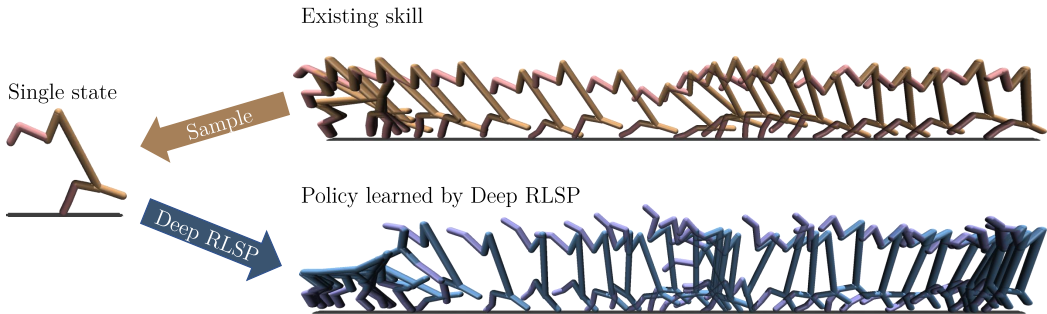 Existing skill
Single state
Sample
Policy learned by Deep RLSP
Deep RLSP